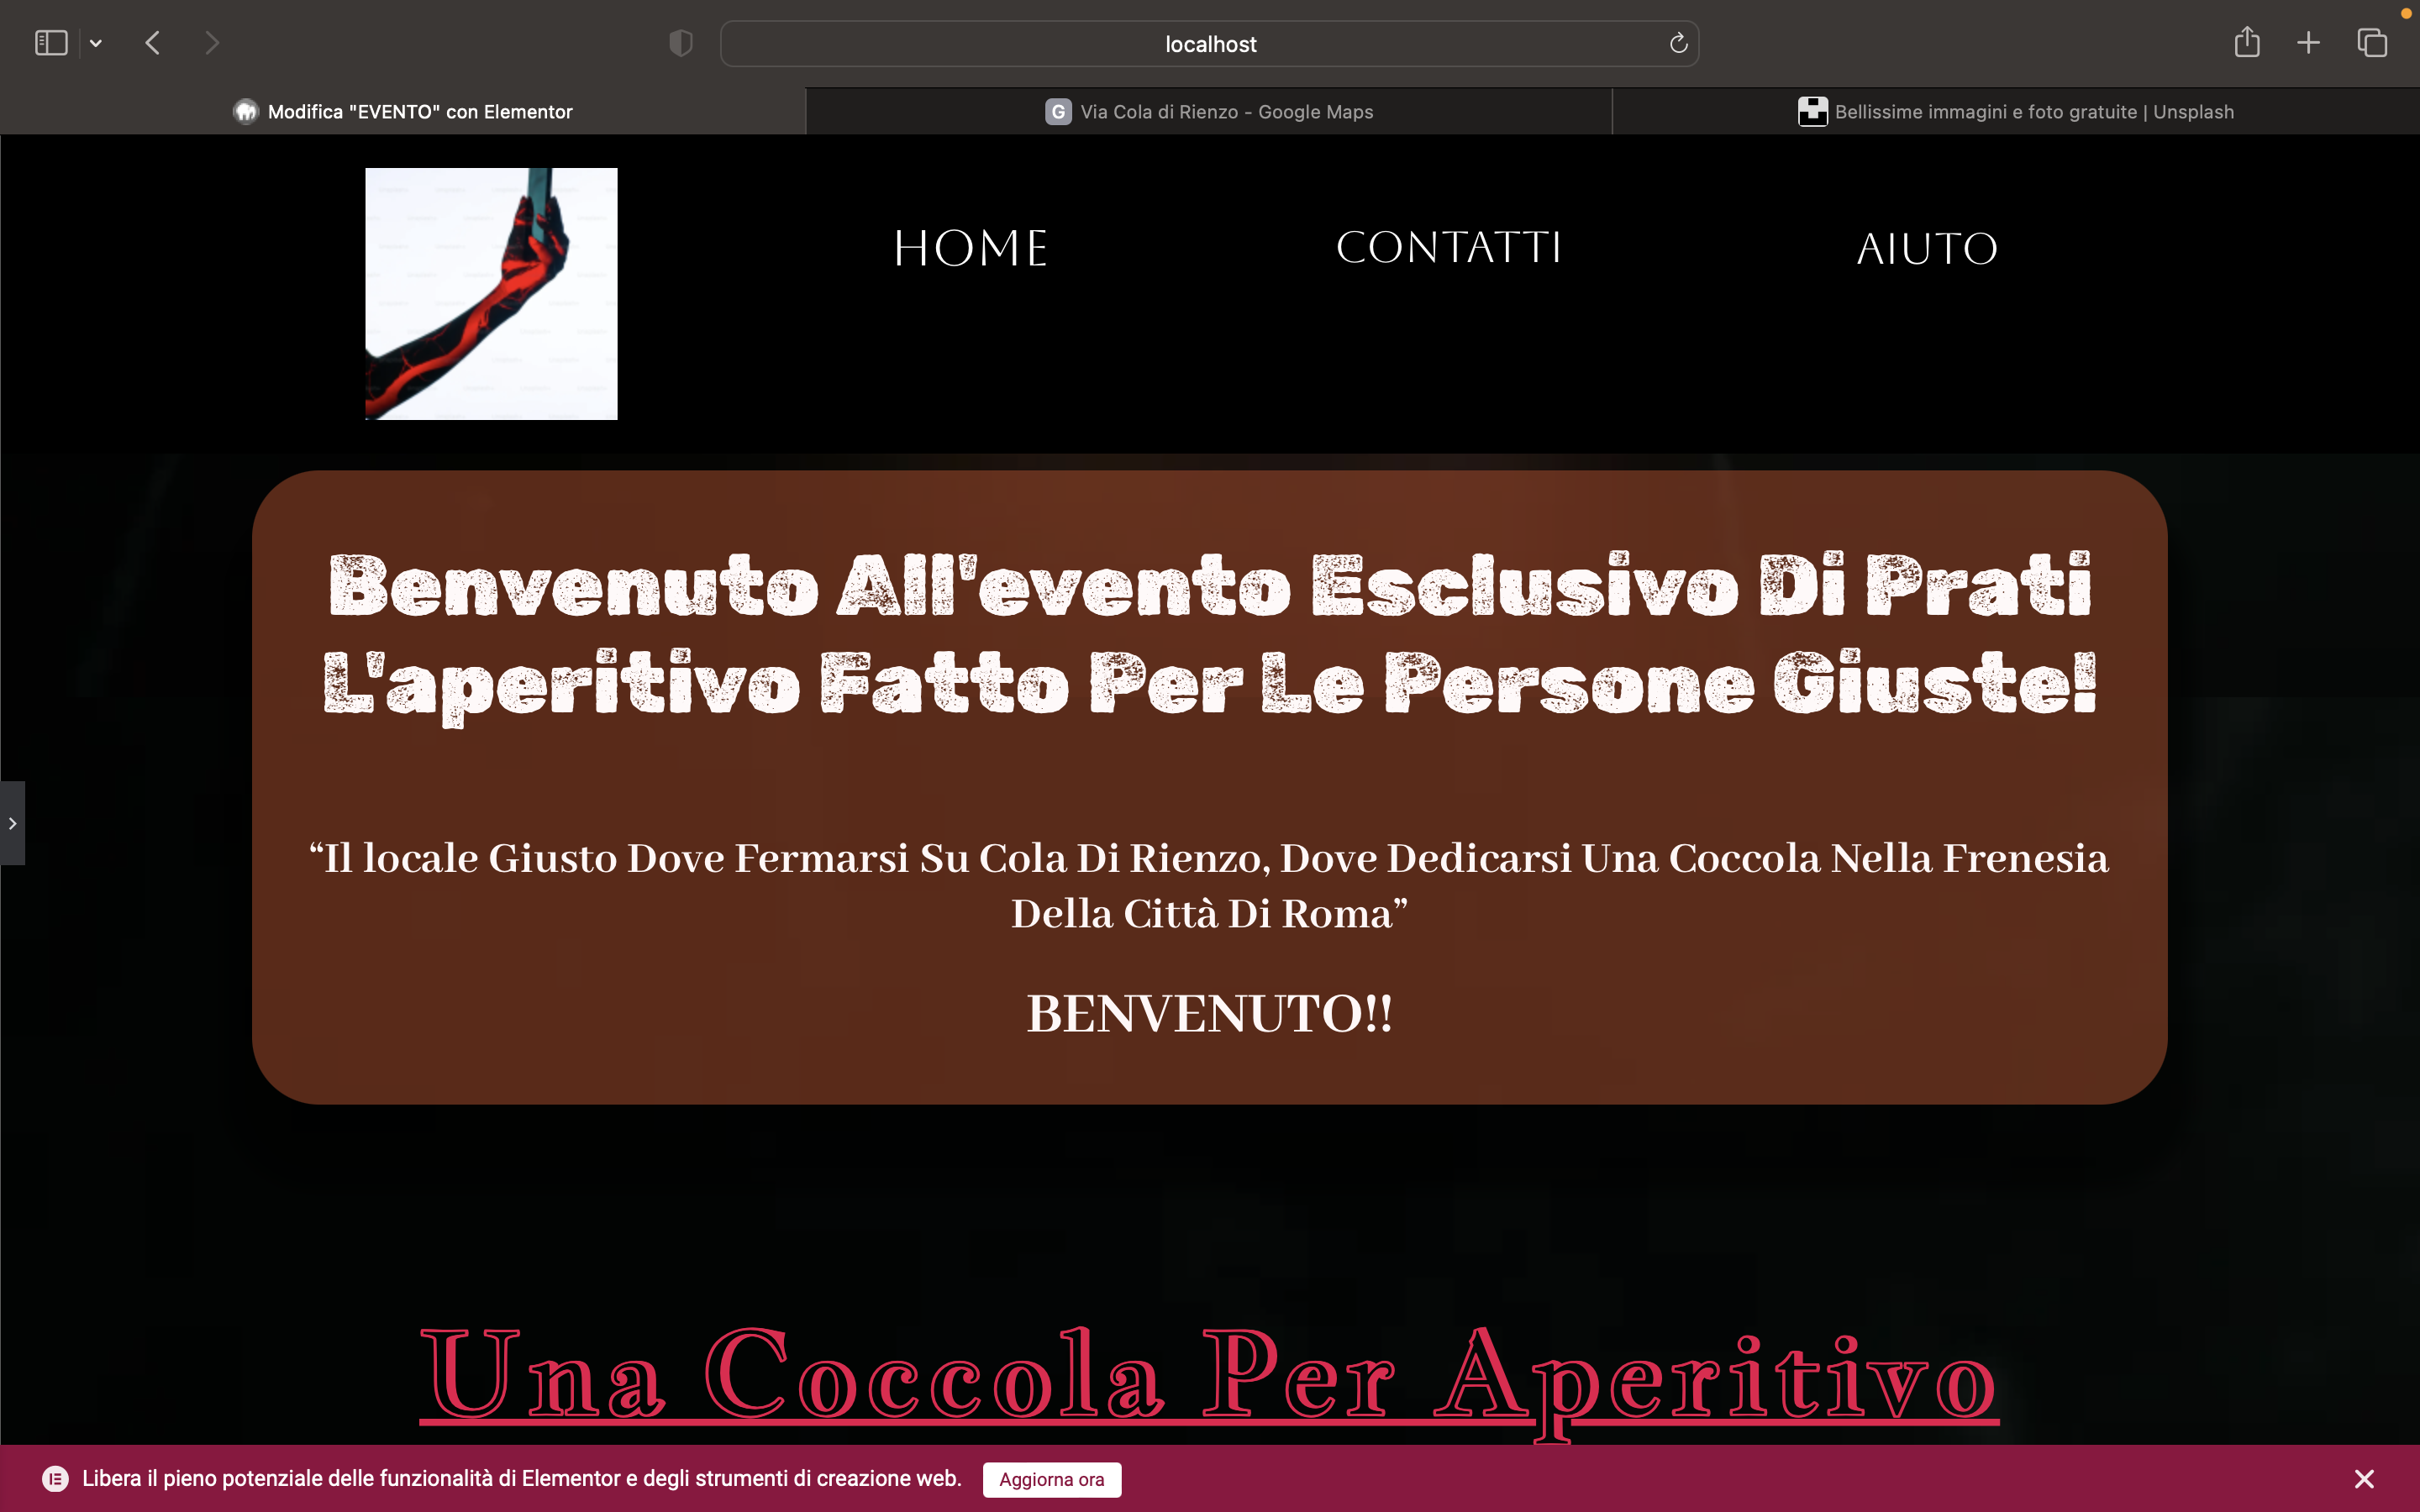 localhost
Modifica "EVENTO" con Elementor
G Via Cola di Rienzo - Google Maps
Bellissime immagini e foto gratuite | Unsplash
HOME
CONTATTI
AIUTO
Benvenuto All'evento Esclusivo Di Prati
L'aperitivo Fatto Per Le Persone Giuste!
“Il locale Giusto Dove Fermarsi Su Cola Di Rienzo, Dove Dedicarsi Una Coccola Nella Frenesia
Della Città Di Roma”
BENVENUTO!!
Una Coccola Per Aperitivo
Libera il pieno potenziale delle funzionalità di Elementor e degli strumenti di creazione web.
Aggiorna ora